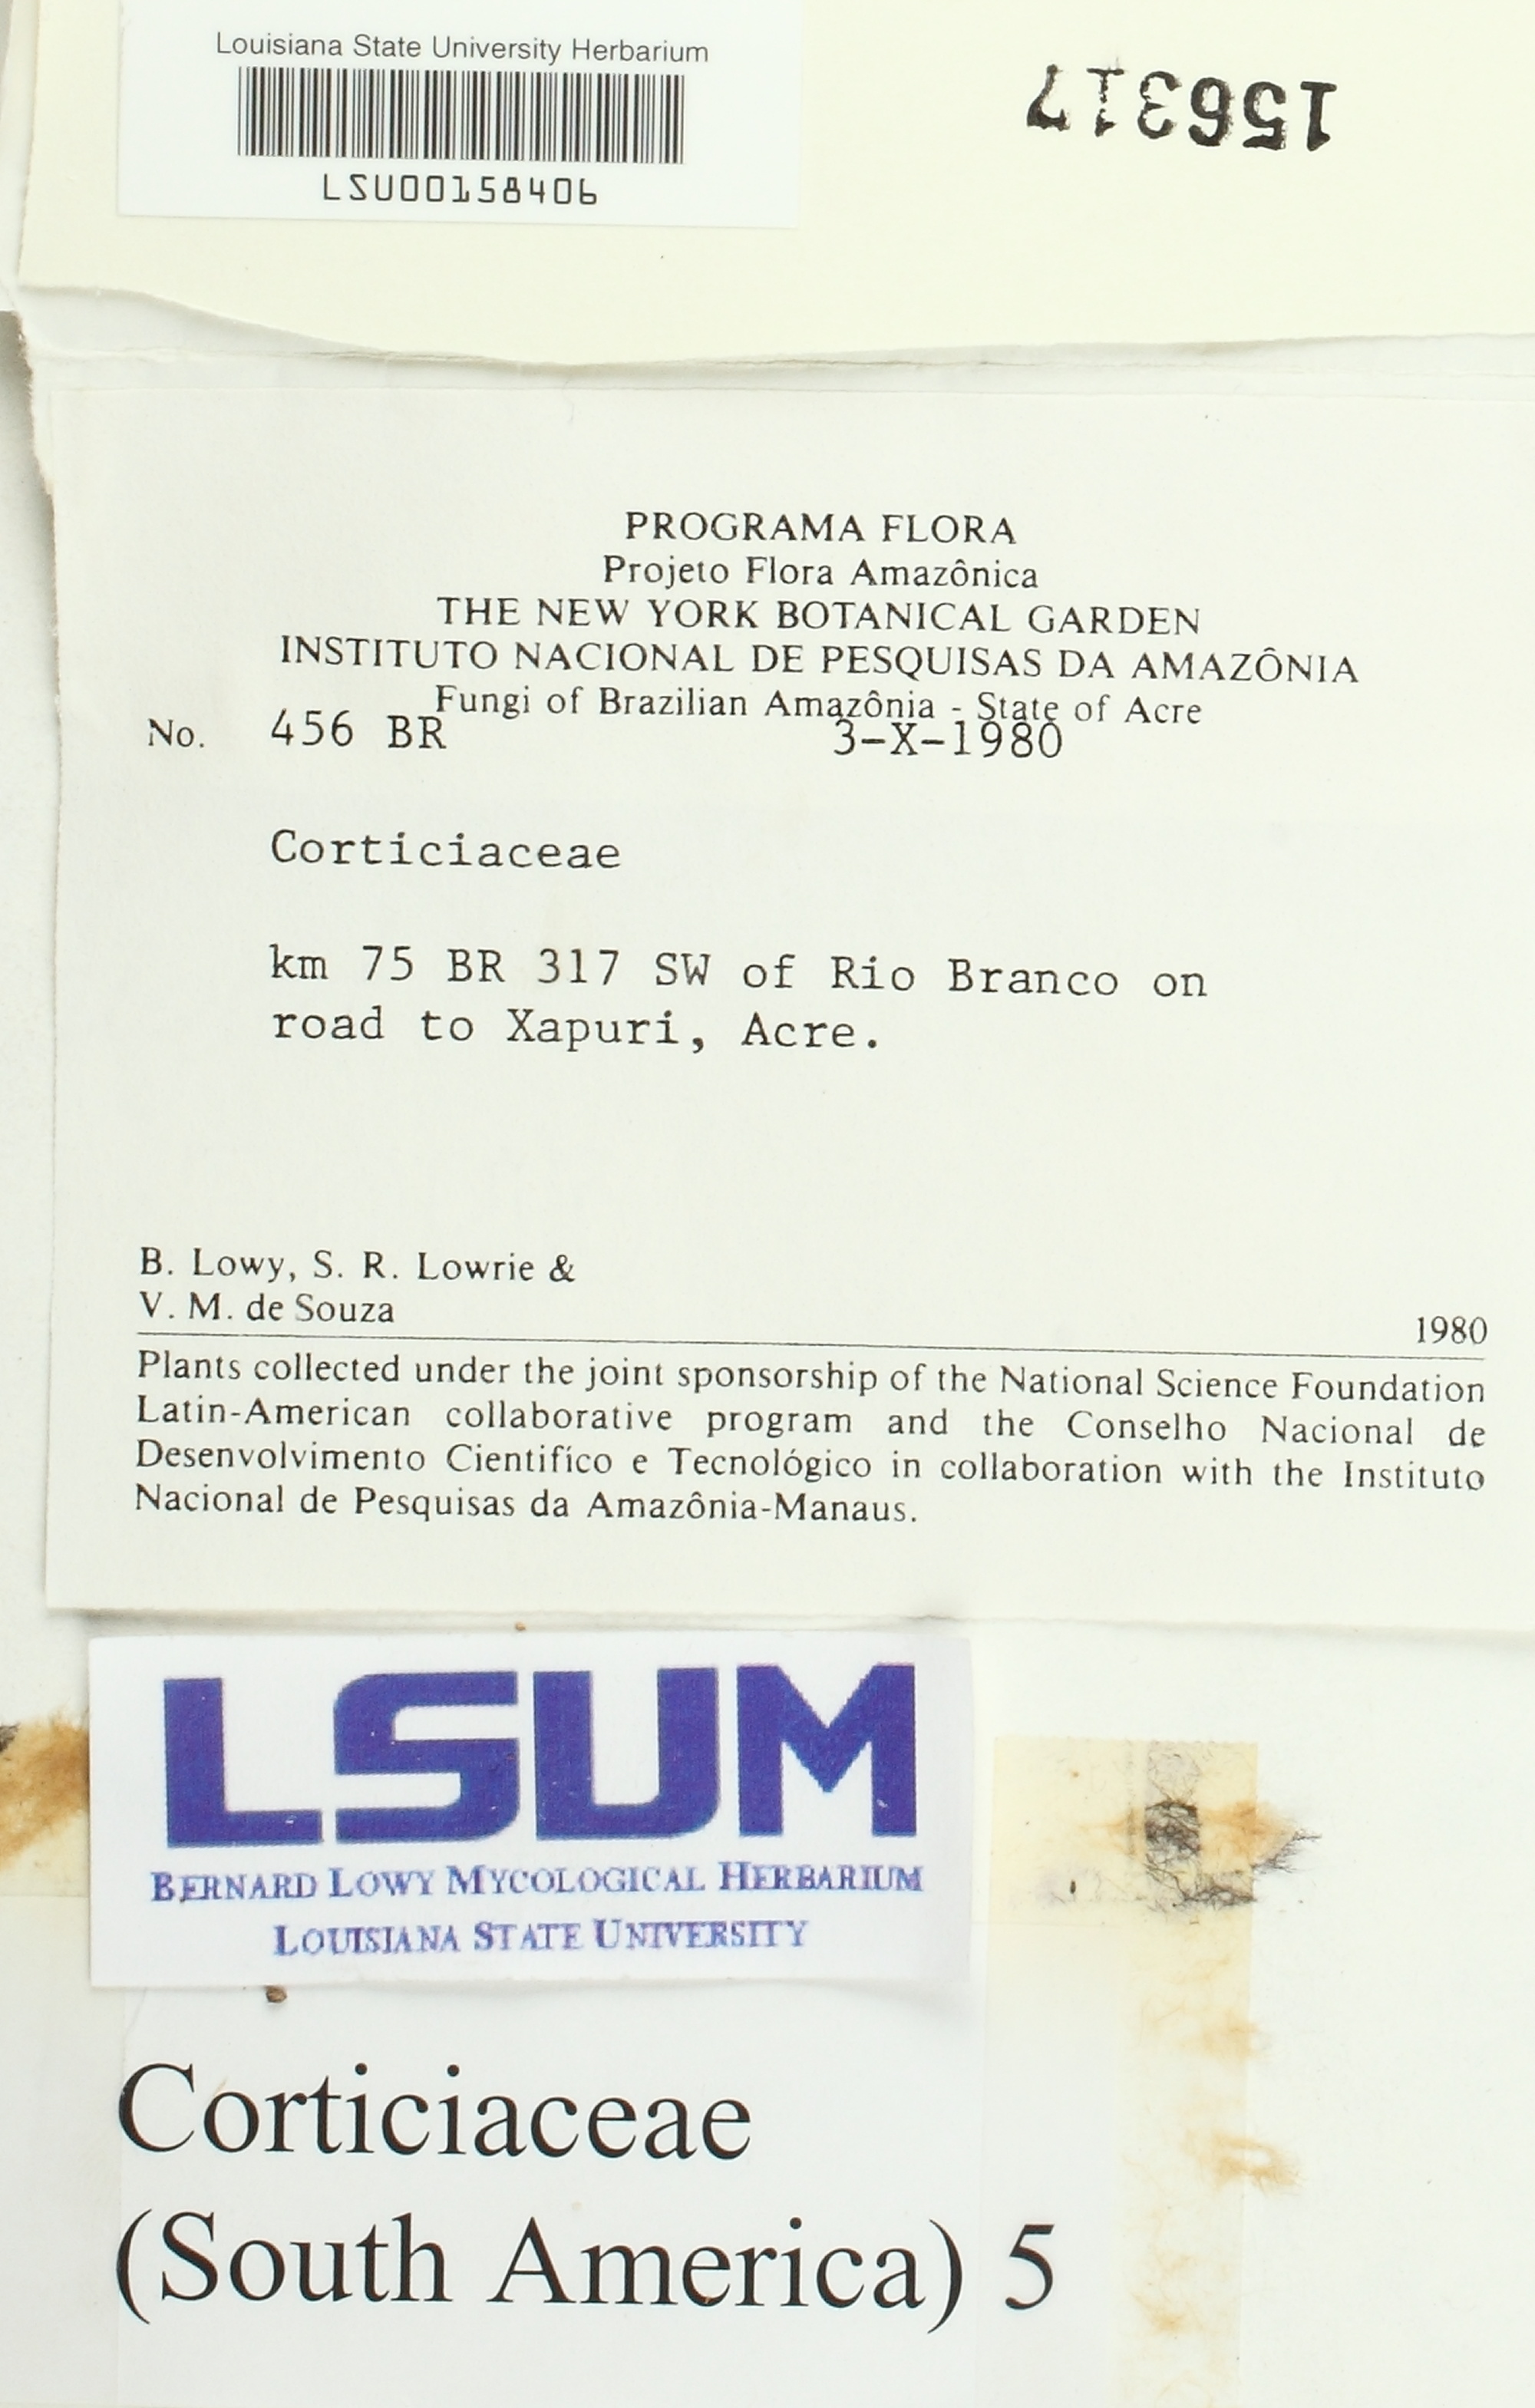 Louisiana State University Herbarium
LSU00158406
156317
PROGRAMA FLORA
Projeto Flora Amazônica
THE NEW YORK BOTANICAL GARDEN
INSTITUTO NACIONAL DE PESQUISAS DA AMAZÔNIA
Fungi of Brazilian Amazônia - State of Acre
No. 456 BR 3-X-1980
Corticiaceae
km 75 BR 317 SW of Rio Branco on
road to Xapuri, Acre.
B. Lowy, S. R. Lowrie &
V. M. de Souza
1980
Plants collected under the joint sponsorship of the National Science Foundation
Latin-American collaborative program and the Conselho Nacional de
Desenvolvimento Cientifíco e Tecnológico in collaboration with the Instituto
Nacional de Pesquisas da Amazônia-Manaus.
LSUM
BERNARD LOWY MYCOLOGICAL HERBARIUM
LOUISIANA STATE UNIVERSITY
Corticiaceae
(South America) 5